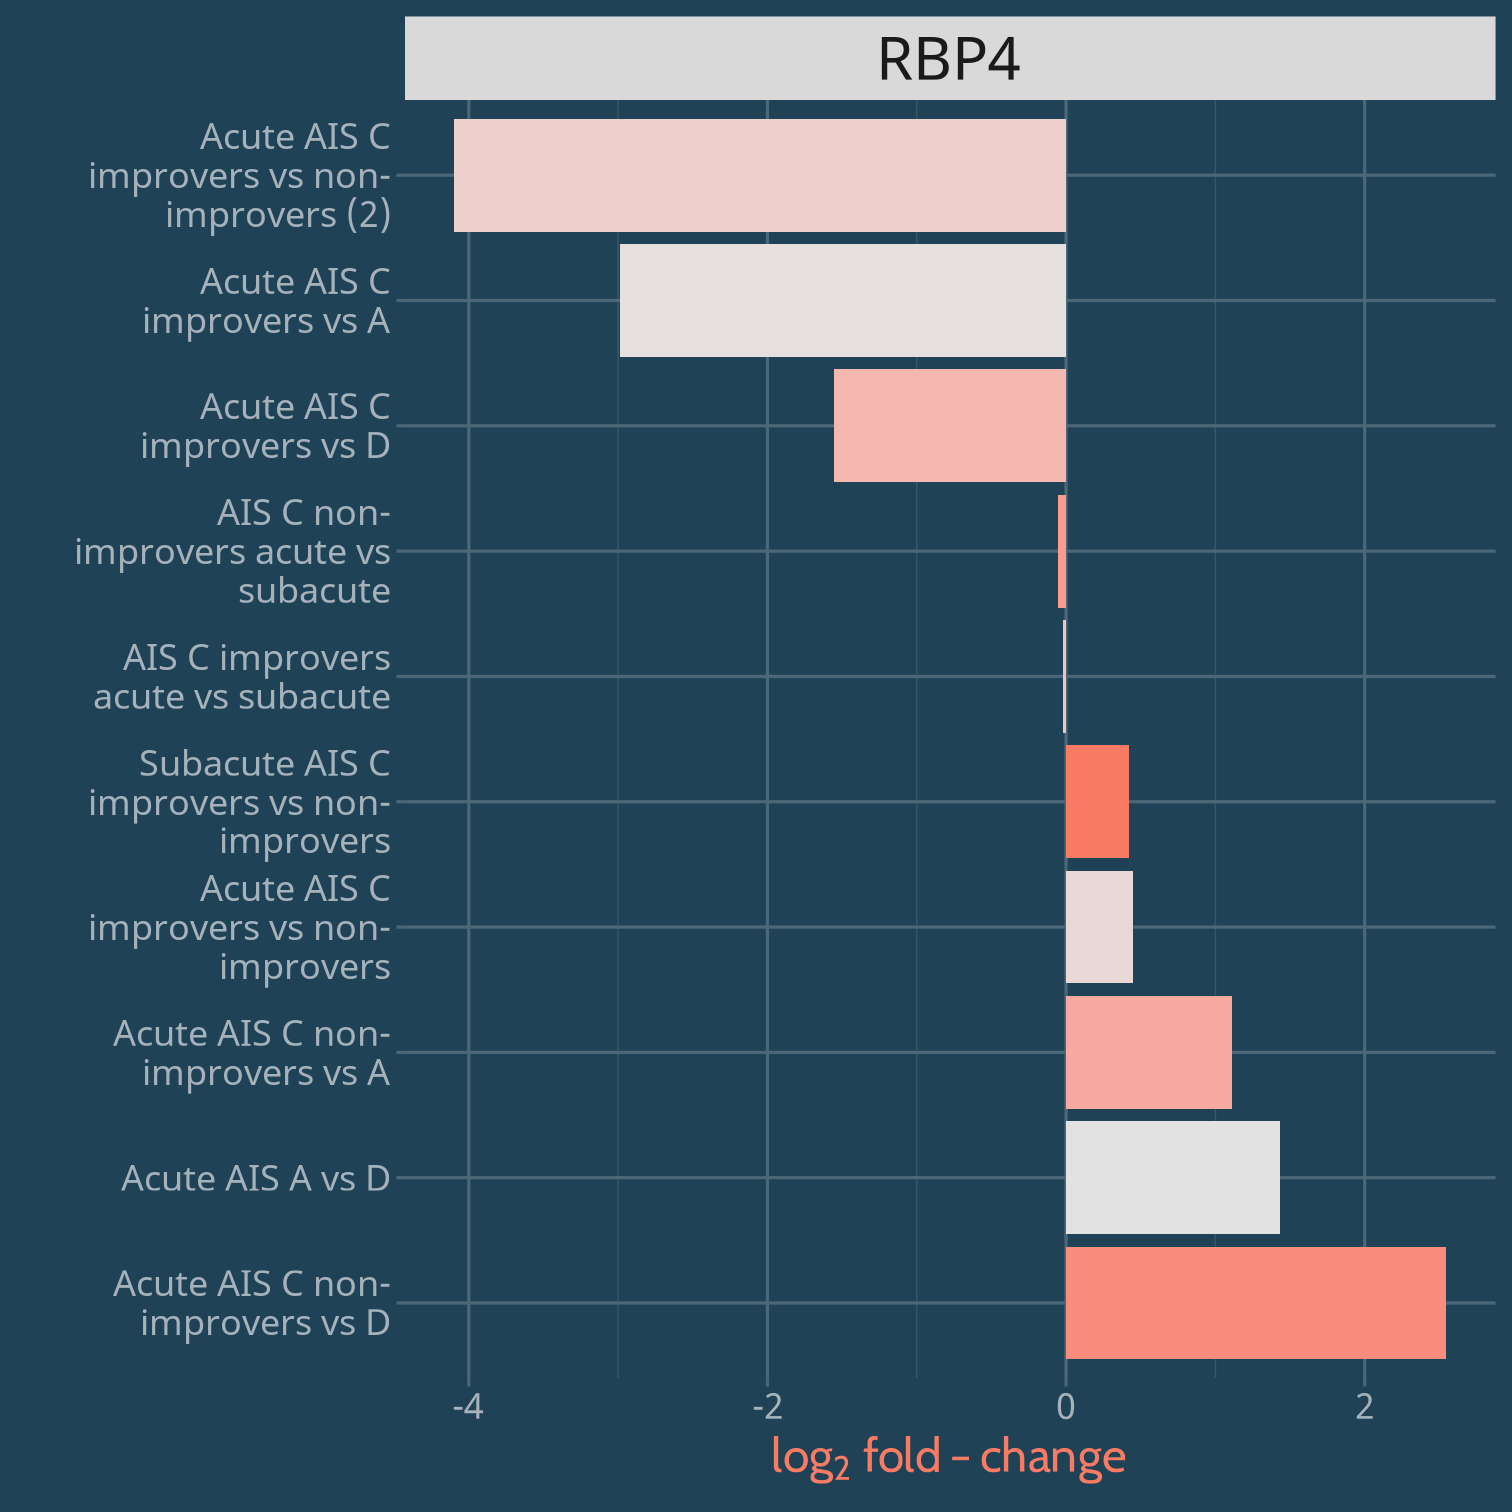 RBP4
Acute AIS C
improvers vs non-
improvers (2)
Acute AIS C
improvers vs A
Acute AIS C
improvers vs D
AIS C non-
improvers acute vs
subacute
AIS C improvers
acute vs subacute
Subacute AIS C
improvers vs non-
improvers
Acute AIS C
improvers vs non-
improvers
Acute AIS C non-
improvers vs A
Acute AIS A vs D
Acute AIS C non-
improvers vs D
-4 -2 0 2
log₂ fold – change